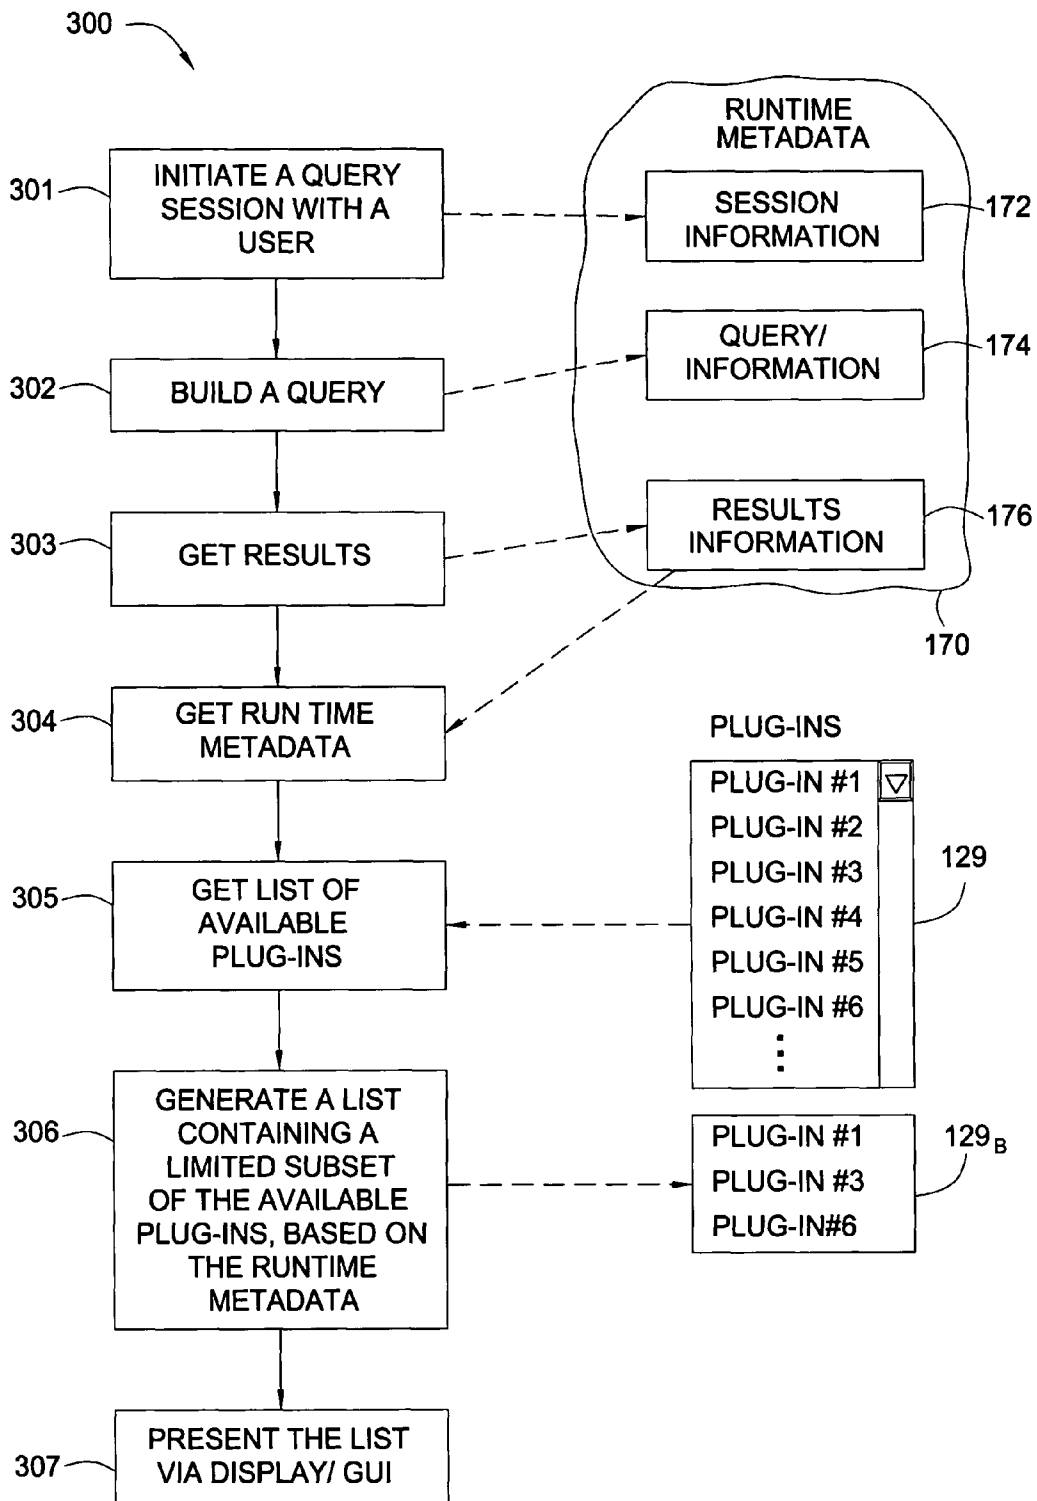 300
RUNTIME
METADATA
301
INITIATE A QUERY
SESSION WITH A
USER
SESSION
INFORMATION
172
302
BUILD A QUERY
QUERY/
INFORMATION
174
303
GET RESULTS
RESULTS
INFORMATION
176
170
304
GET RUN TIME
METADATA
PLUG-INS
PLUG-IN #1
PLUG-IN #2
PLUG-IN #3
PLUG-IN #4
PLUG-IN #5
PLUG-IN #6
129
305
GET LIST OF
AVAILABLE
PLUG-INS
306
GENERATE A LIST
CONTAINING A
LIMITED SUBSET
OF THE AVAILABLE
PLUG-INS, BASED ON
THE RUNTIME
METADATA
PLUG-IN #1
PLUG-IN #3
PLUG-IN#6
129B
307
PRESENT THE LIST
VIA DISPLAY/ GUI